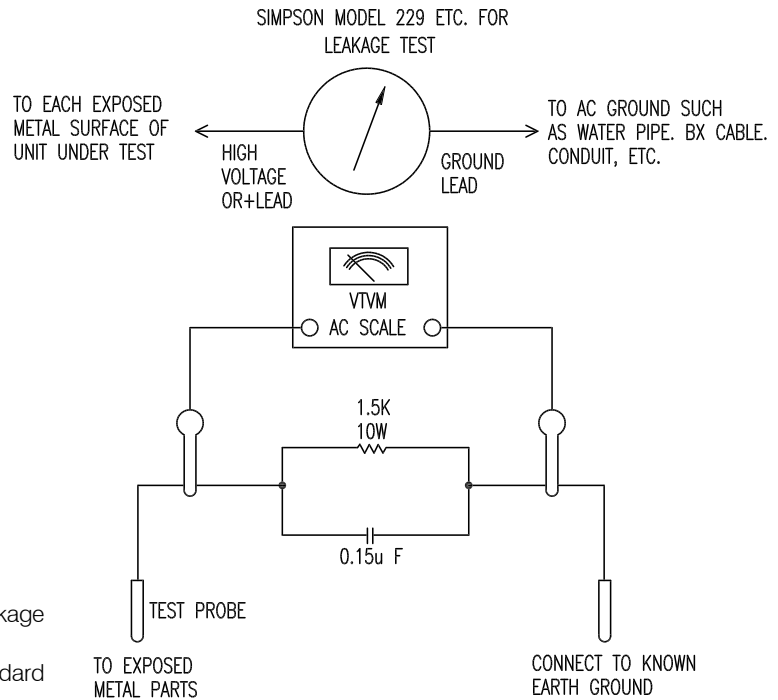 SIMPSON MODEL 229 ETC. FOR
LEAKAGE TEST
TO EACH EXPOSED
METAL SURFACE OF
UNIT UNDER TEST
HIGH
VOLTAGE
OR+LEAD
GROUND
LEAD
TO AC GROUND SUCH
AS WATER PIPE. BX CABLE.
CONDUIT, ETC.
VTVM
AC SCALE
1.5K
10W
0.15u F
kage
TEST PROBE
dard
TO EXPOSED
METAL PARTS
CONNECT TO KNOWN
EARTH GROUND